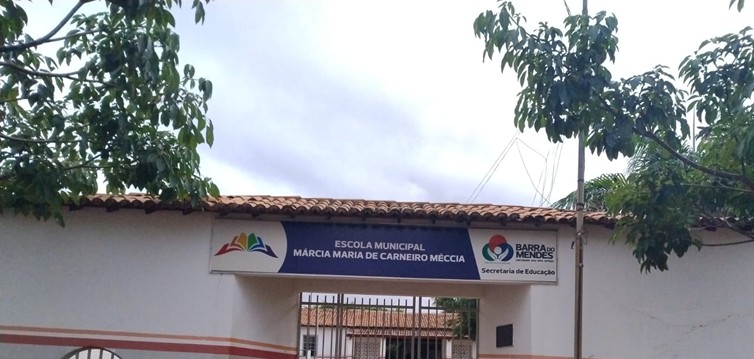 ESCOLA MUNICIPAL
MÁRCIA MARIA DE CARNEIRO MÉCCIA
BARRA DO
MENDES
Secretaria de Educação